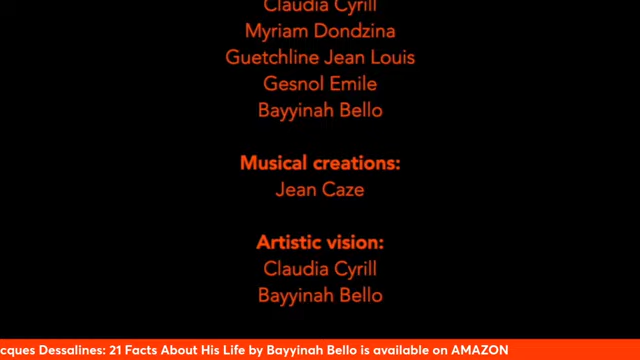 Claudia Cyrill
Myriam Dondzina
Guetchline Jean Louis
Gesnol Emile
Bayyinah Bello
Musical creations:
Jean Caze
Artistic vision:
Claudia Cyrill
Bayyinah Bello
cques Dessalines: 21 Facts About His Life by Bayyinah Bello is available on AMAZON